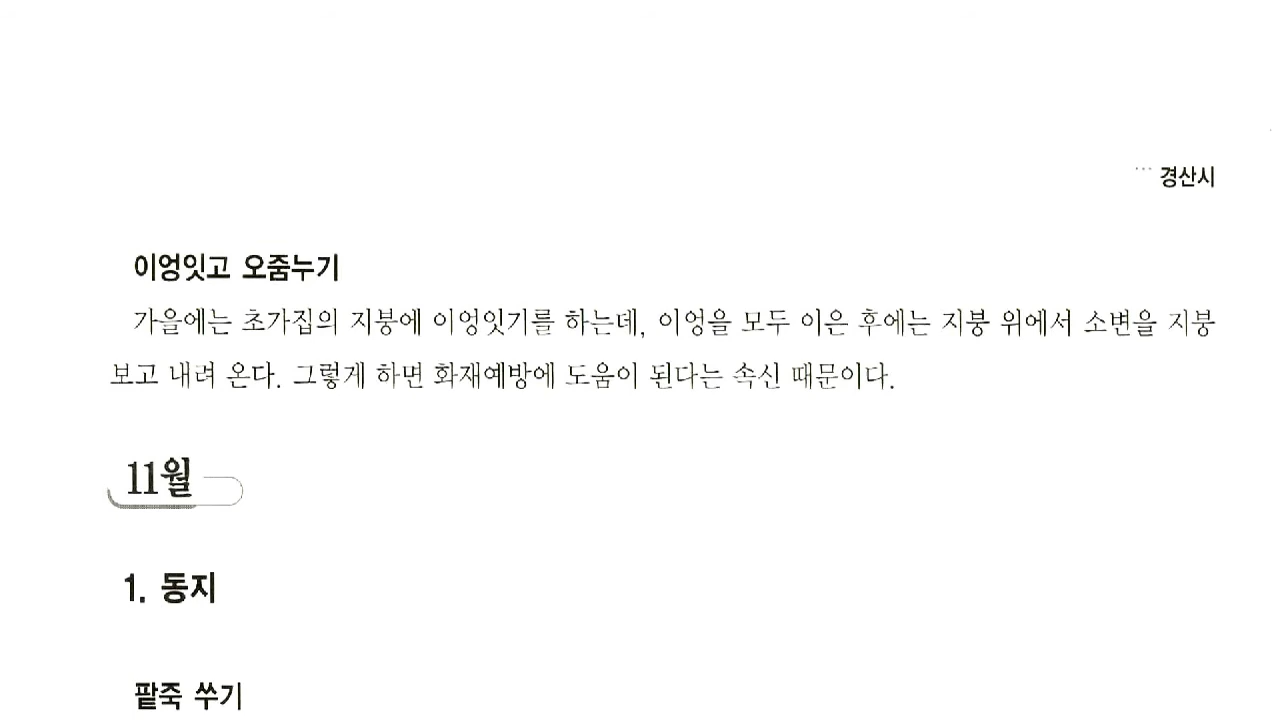 … 경산시
이엉잇고 오줌누기
가을에는 초가집의 지붕에 이엉잇기를 하는데, 이엉을 모두 이은 후에는 지붕 위에서 소변을 지붕
보고 내려 온다. 그렇게 하면 화재예방에 도움이 된다는 속신 때문이다.
11월
1. 동지
팥죽 쑤기